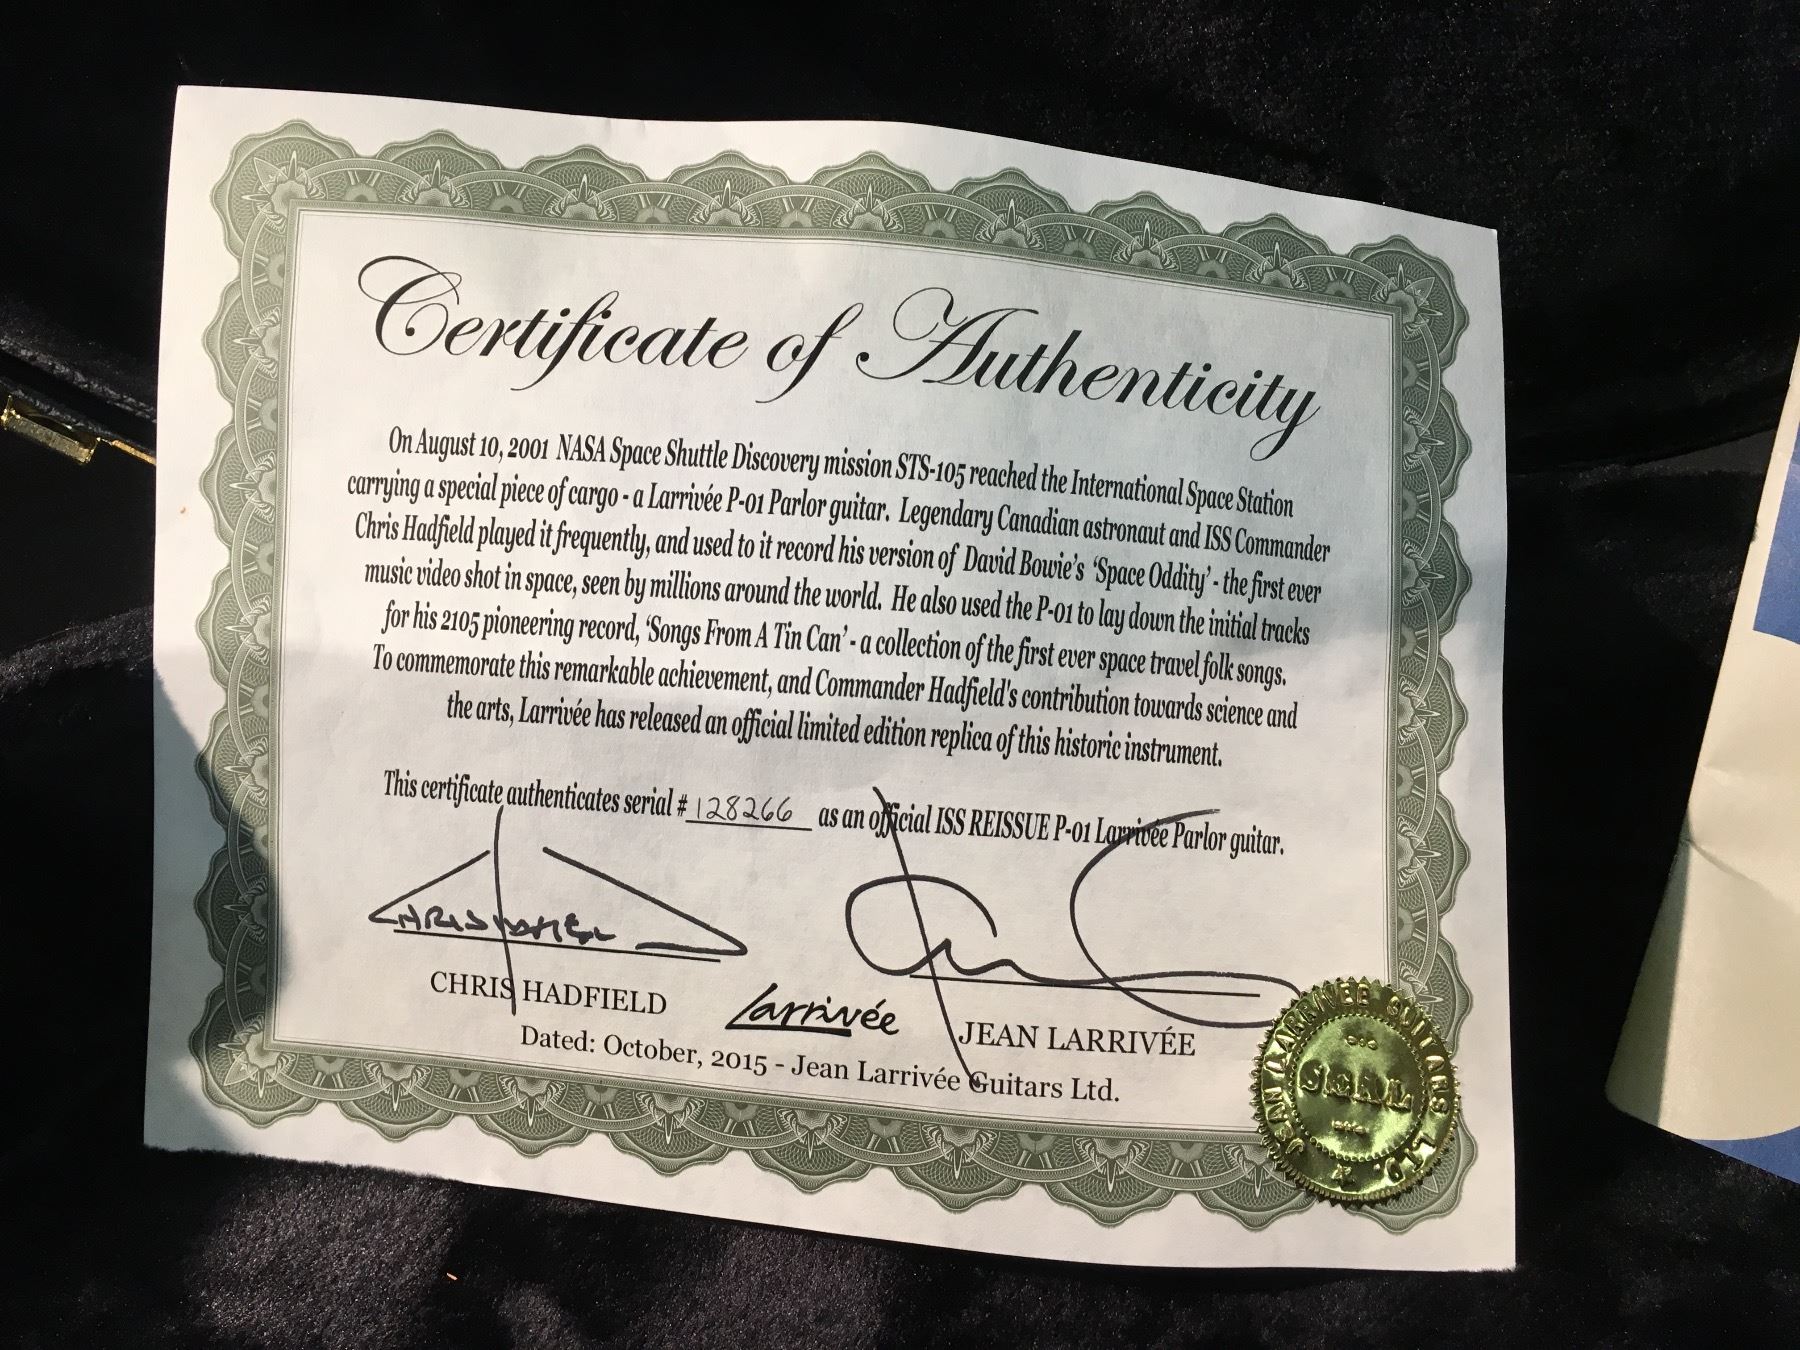 Certificate of Authenticity
On August 10, 2001 NASA Space Shuttle Discovery mission STS-105 reached the International Space Station
carrying a special piece of cargo - a Larrivée P-01 Parlor guitar. Legendary Canadian astronaut and ISS Commander
Chris Hadfield played it frequently, and used to it record his version of David Bowie's 'Space Oddity' - the first ever
music video shot in space, seen by millions around the world. He also used the P-01 to lay down the initial tracks
for his 2105 pioneering record, 'Songs From A Tin Can' - a collection of the first ever space travel folk songs.
To commemorate this remarkable achievement, and Commander Hadfield's contribution towards science and
the arts, Larrivée has released an official limited edition replica of this historic instrument.
This certificate authenticates serial # 128266 as an official ISS REISSUE P-01 Larrivée Parlor guitar.
CHRIS HADFIELD
CHRIS HADFIELD
Larrivée
JEAN LARRIVÉE
Dated: October, 2015 - Jean Larrivée Guitars Ltd.
JEAN LARRIVEE GUITARS LTD.
SEAL